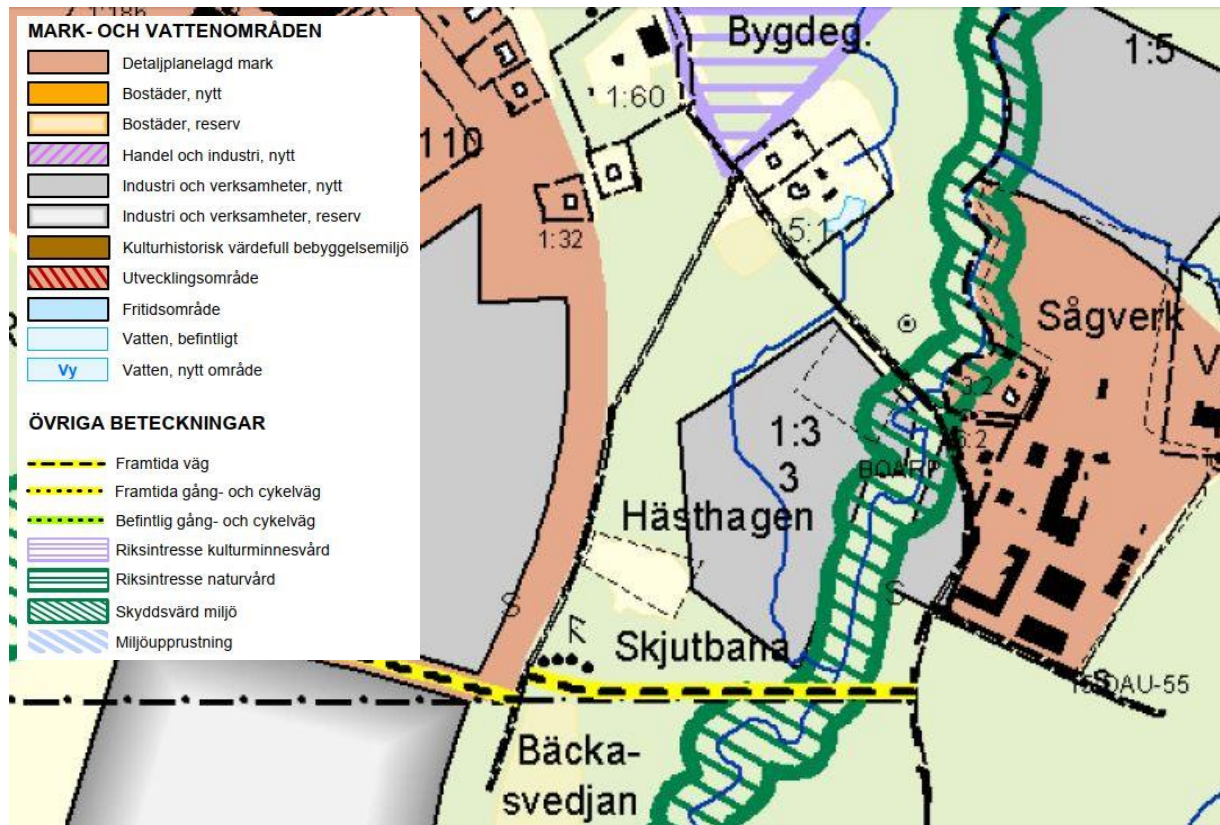 1:186
MARK- OCH VATTENOMRÅDEN
Detaljplanelagd mark
Bostäder, nytt
Bostäder, reserv
Handel och industri, nytt
Industri och verksamheter, nytt
Industri och verksamheter, reserv
Kulturhistorisk värdefull bebyggelsemiljö
Utvecklingsområde
Fritidsområde
Vatten, befintligt
Vy Vatten, nytt område
ÖVRIGA BETECKNINGAR
Framtida väg
Framtida gång- och cykelväg
Befintlig gång- och cykelväg
Riksintresse kulturminnesvård
Riksintresse naturvård
Skyddsvärd miljö
Miljöupprustning
Bygdeg.
1:5
1:60
110
1:32
5:1
Sågverk
V
3:2
1:3
3
BOARP
Hästhagen
S
S
R
Skjutbana
S
Bäcka-
svedjan